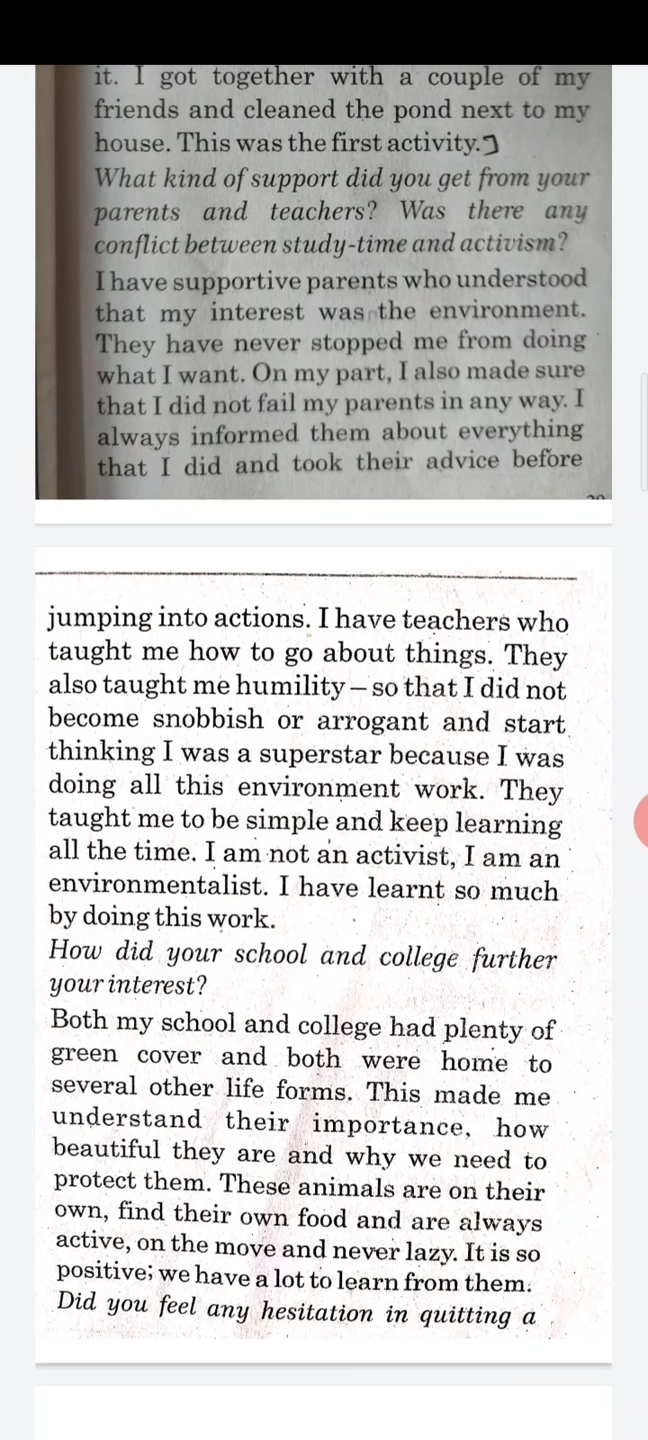 it. I got together with a couple of my
friends and cleaned the pond next to my
house. This was the first activity.
What kind of support did you get from your
parents and teachers? Was there any
conflict between study-time and activism?
I have supportive parents who understood
that my interest was the environment.
They have never stopped me from doing
what I want. On my part, I also made sure
that I did not fail my parents in any way. I
always informed them about everything
that I did and took their advice before
jumping into actions. I have teachers who
taught me how to go about things. They
also taught me humility – so that I did not
become snobbish or arrogant and start
thinking I was a superstar because I was
doing all this environment work. They
taught me to be simple and keep learning
all the time. I am not an activist, I am an
environmentalist. I have learnt so much
by doing this work.
How did your school and college further
your interest?
Both my school and college had plenty of
green cover and both were home to
several other life forms. This made me
understand their importance, how
beautiful they are and why we need to
protect them. These animals are on their
own, find their own food and are always
active, on the move and never lazy. It is so
positive; we have a lot to learn from them.
Did you feel any hesitation in quitting a